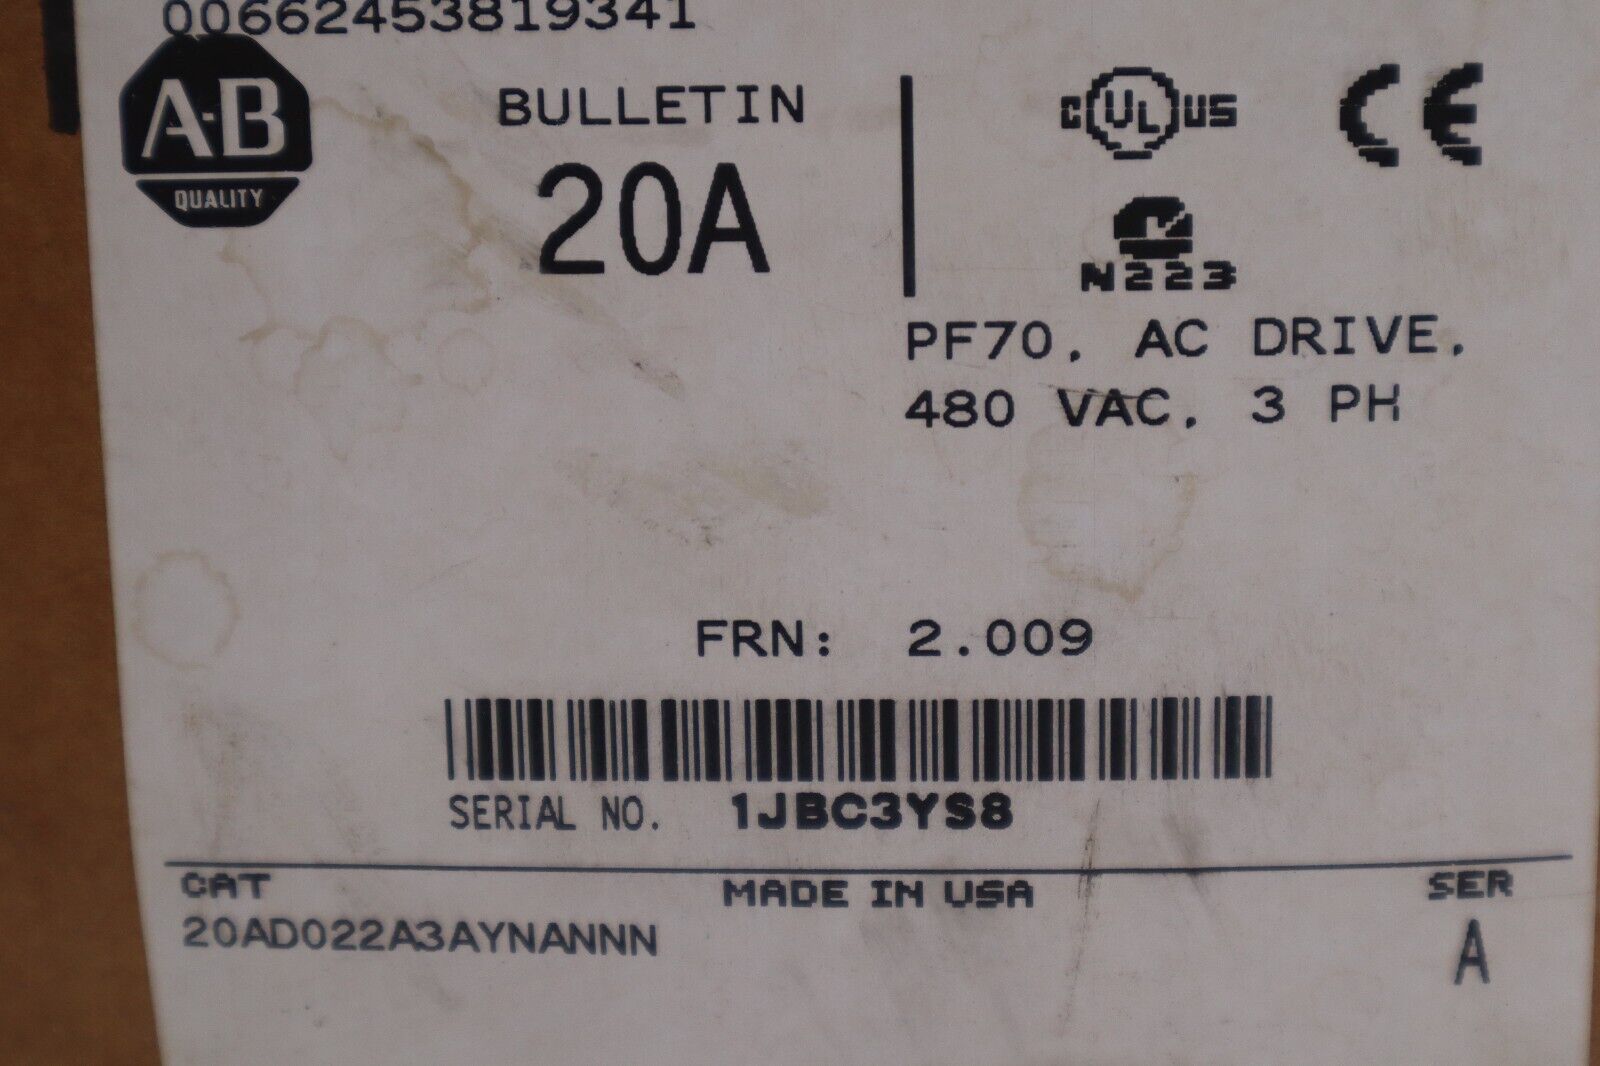 00662453819341
A-B
QUALITY
BULLETIN
20A
C UL US
CE
N223
PF70, AC DRIVE,
480 VAC, 3 PH
FRN: 2.009
SERIAL NO. 1JBC3YS8
CAT
MADE IN USA
SER
20AD022A3AYNANNN
A